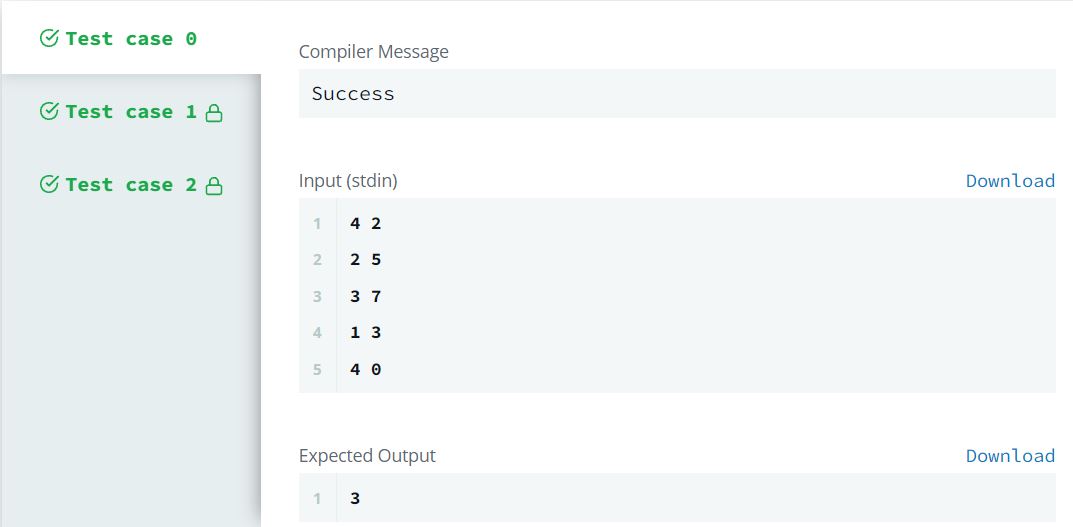 Test case 0
Test case 1
Test case 2
Compiler Message
Success
Input (stdin)
Download
1 4 2
2 2 5
3 3 7
4 1 3
5 4 0
Expected Output
Download
1 3